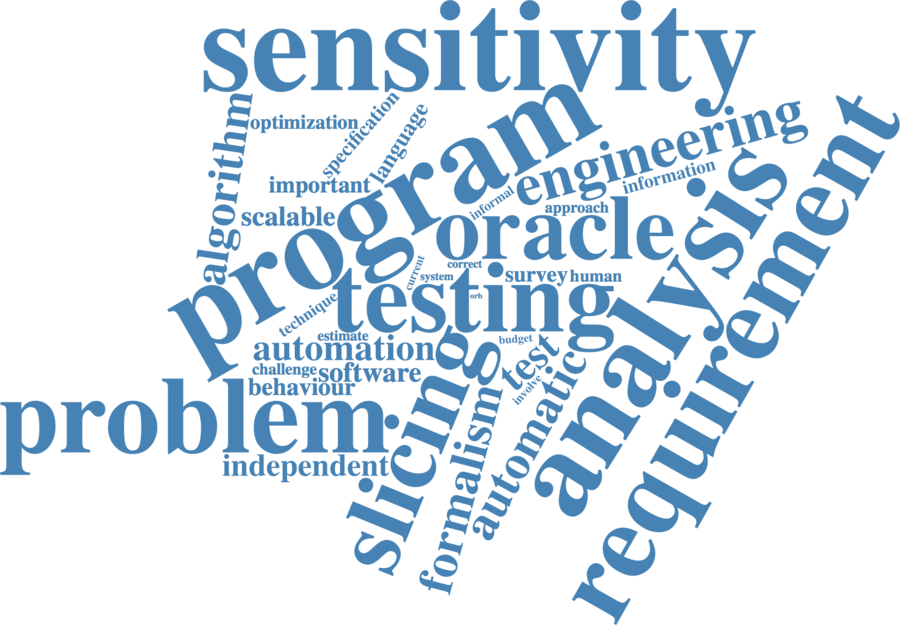 sensitivity
algorithm
optimization
specification
language
program
engineering
requirement
important
information
analysis
scalable
informal
approach
oracle
current
correct
system
survey
human
testing
orb
technique
estimate
automation
budget
test
challenge
software
behaviour
involve
automatic
problem
slicing
formalism
independent